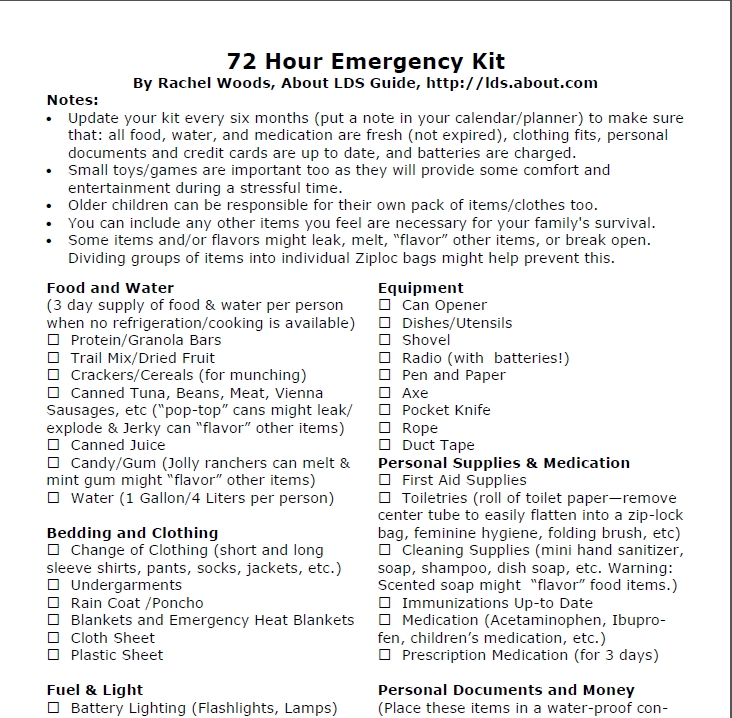 72 Hour Emergency Kit
By Rachel Woods, About LDS Guide, http://lds.about.com
Notes:
• Update your kit every six months (put a note in your calendar/planner) to make sure
that: all food, water, and medication are fresh (not expired), clothing fits, personal
documents and credit cards are up to date, and batteries are charged.
• Small toys/games are important too as they will provide some comfort and
entertainment during a stressful time.
• Older children can be responsible for their own pack of items/clothes too.
• You can include any other items you feel are necessary for your family's survival.
• Some items and/or flavors might leak, melt, “flavor” other items, or break open.
Dividing groups of items into individual Ziploc bags might help prevent this.
Food and Water
(3 day supply of food & water per person
when no refrigeration/cooking is available)
☐ Protein/Granola Bars
☐ Trail Mix/Dried Fruit
☐ Crackers/Cereals (for munching)
☐ Canned Tuna, Beans, Meat, Vienna
Sausages, etc (“pop-top” cans might leak/
explode & Jerky can “flavor” other items)
☐ Canned Juice
☐ Candy/Gum (Jolly ranchers can melt &
mint gum might “flavor” other items)
☐ Water (1 Gallon/4 Liters per person)
Bedding and Clothing
☐ Change of Clothing (short and long
sleeve shirts, pants, socks, jackets, etc.)
☐ Undergarments
☐ Rain Coat /Poncho
☐ Blankets and Emergency Heat Blankets
☐ Cloth Sheet
☐ Plastic Sheet
Fuel & Light
☐ Battery Lighting (Flashlights, Lamps)
Equipment
☐ Can Opener
☐ Dishes/Utensils
☐ Shovel
☐ Radio (with batteries!)
☐ Pen and Paper
☐ Axe
☐ Pocket Knife
☐ Rope
☐ Duct Tape
Personal Supplies & Medication
☐ First Aid Supplies
☐ Toiletries (roll of toilet paper—remove
center tube to easily flatten into a zip-lock
bag, feminine hygiene, folding brush, etc)
☐ Cleaning Supplies (mini hand sanitizer,
soap, shampoo, dish soap, etc. Warning:
Scented soap might “flavor” food items.)
☐ Immunizations Up-to Date
☐ Medication (Acetaminophen, Ibupro-
fen, children’s medication, etc.)
☐ Prescription Medication (for 3 days)
Personal Documents and Money
(Place these items in a water-proof con-